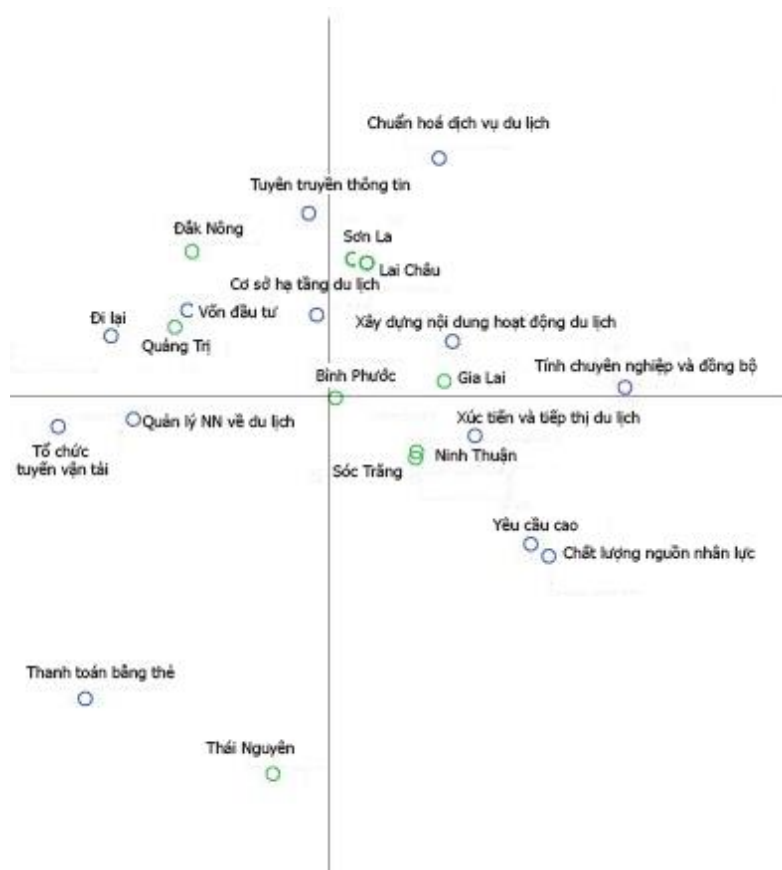 Chuẩn hoá dịch vụ du lịch
Tuyên truyền thông tin
Đắk Nông
Sơn La
Lai Châu
Cơ sở hạ tầng du lịch
Vốn đầu tư
Đi lại
Xây dựng nội dung hoạt động du lịch
Quảng Trị
Bình Phước
Gia Lai
Tính chuyên nghiệp và đồng bộ
Quản lý NN về du lịch
Xúc tiến và tiếp thị du lịch
Tổ chức
tuyến vận tải
Ninh Thuận
Sóc Trăng
Yêu cầu cao
Chất lượng nguồn nhân lực
Thanh toán bằng thẻ
Thái Nguyên